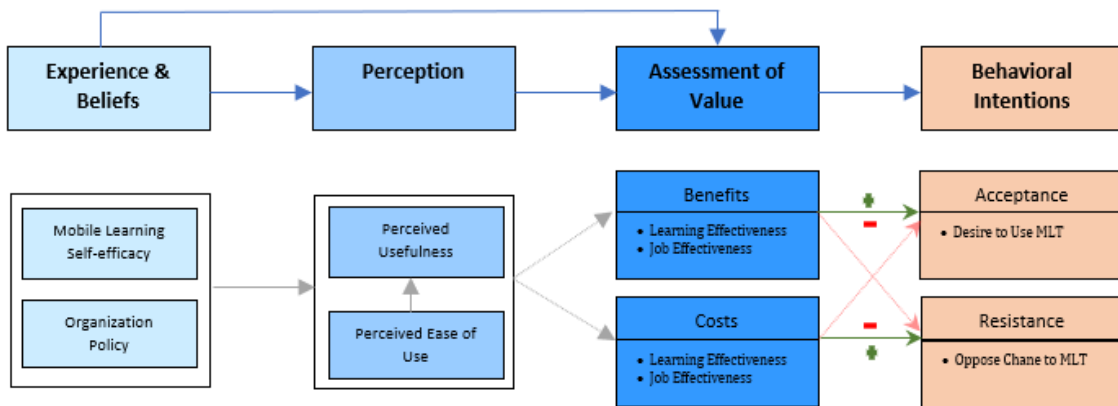 Experience &
Beliefs
Perception
Assessment of
Value
Behavioral
Intentions
Mobile Learning
Self-efficacy
Organization
Policy
Perceived
Usefulness
Perceived Ease of
Use
Benefits
• Learning Effectiveness
• Job Effectiveness
Costs
• Learning Effectiveness
• Job Effectiveness
+
-
-
+
Acceptance
• Desire to Use MLT
Resistance
• Oppose Chane to MLT